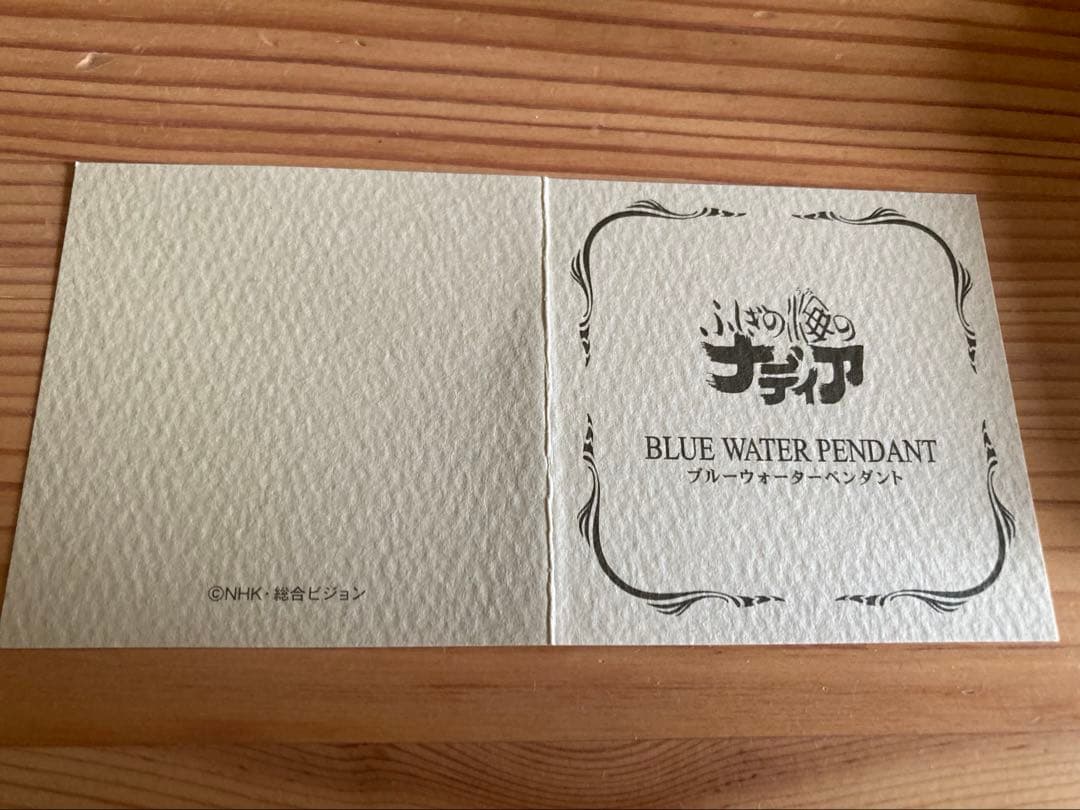 ©NHK・総合ビジョン
ふしぎの海の
ナディア
BLUE WATER PENDANT
ブルーウォーターペンダント